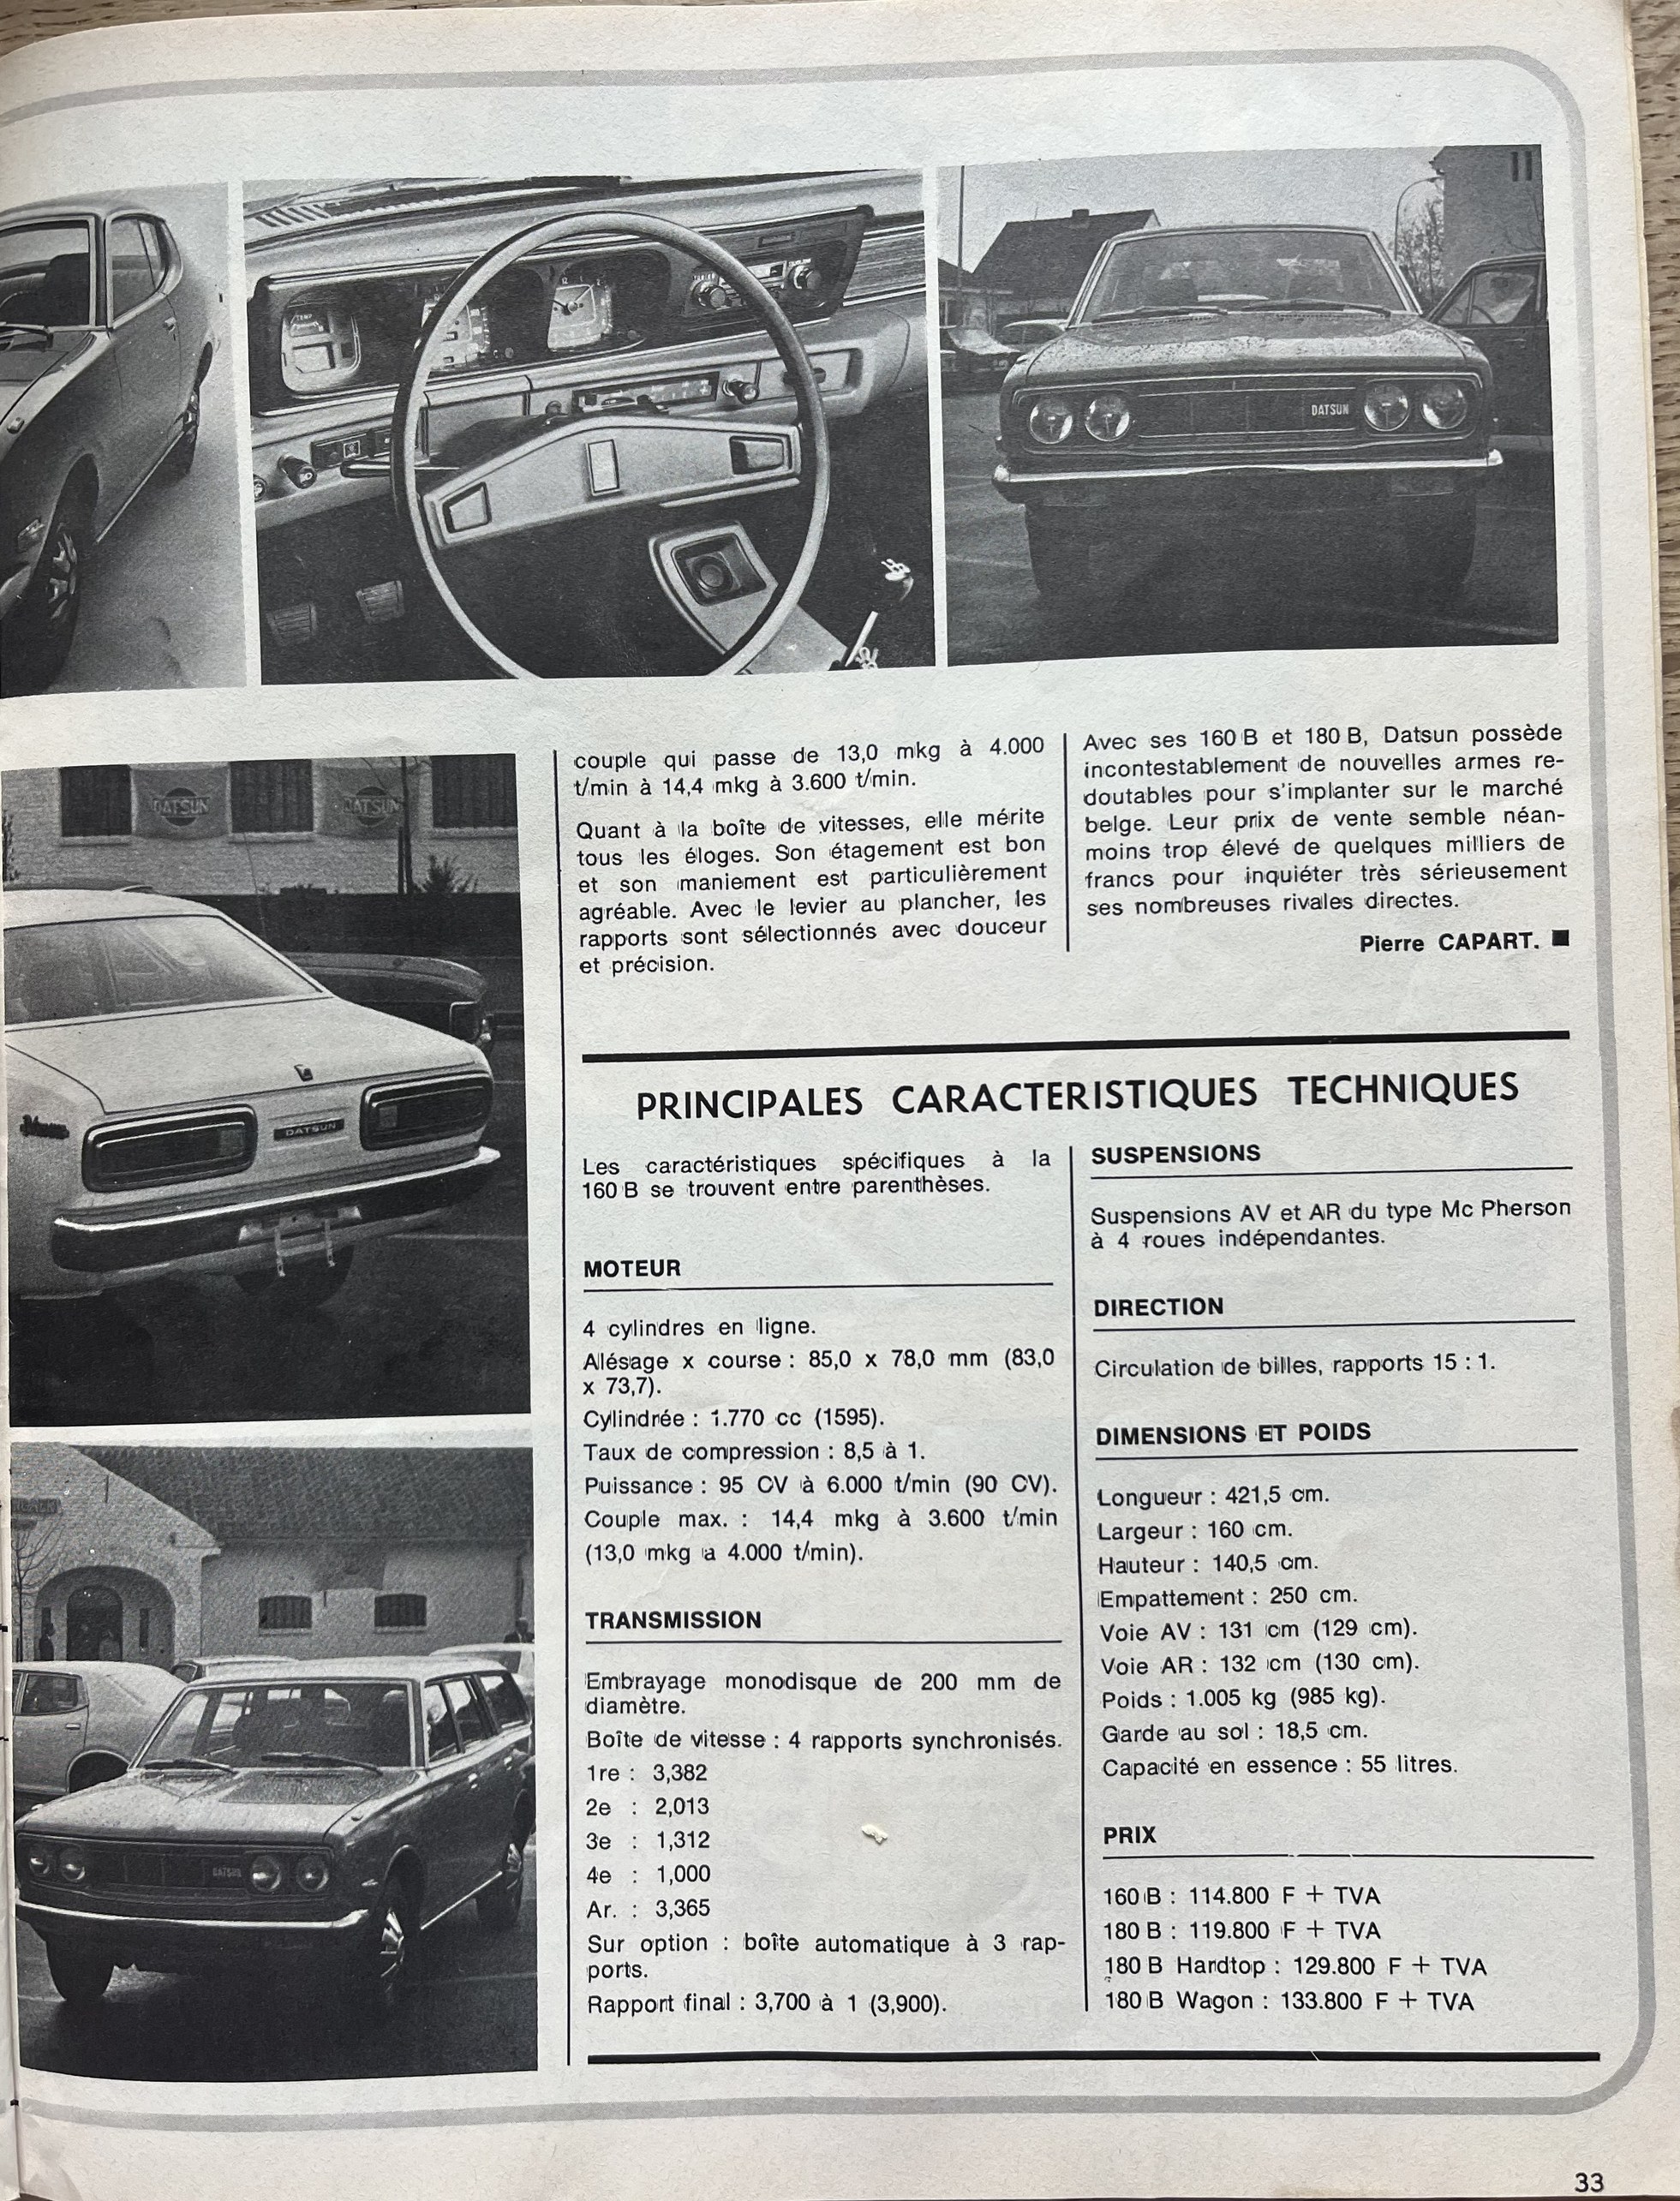 TEMP
DATSUN
DATSUN
DATSUN
DATSUN
DATSUN
couple qui passe de 13,0 mkg à 4.000
t/min à 14,4 mkg à 3.600 t/min.
Quant à la boîte de vitesses, elle mérite
tous les éloges. Son étagement est bon
et son maniement est particulièrement
agréable. Avec le levier au plancher, les
rapports sont sélectionnés avec douceur
et précision.
Avec ses 160 B et 180 B, Datsun possède
incontestablement de nouvelles armes re-
doutables pour s'implanter sur le marché
belge. Leur prix de vente semble néan-
moins trop élevé de quelques milliers de
francs pour inquiéter très sérieusement
ses nombreuses rivales directes.
Pierre CAPART. ■
PRINCIPALES CARACTERISTIQUES TECHNIQUES
Les caractéristiques spécifiques à la
160 B se trouvent entre parenthèses.
MOTEUR
4 cylindres en ligne.
Alésage x course : 85,0 x 78,0 mm (83,0
x 73,7).
Cylindrée : 1.770 cc (1595).
Taux de compression : 8,5 à 1.
Puissance : 95 CV à 6.000 t/min (90 CV).
Couple max. : 14,4 mkg à 3.600 t/min
(13,0 mkg a 4.000 t/min).
TRANSMISSION
Embrayage monodisque de 200 mm de
diamètre.
Boîte de vitesse : 4 rapports synchronisés.
1re : 3,382
2e : 2,013
3e : 1,312
4e : 1,000
Ar. : 3,365
Sur option : boîte automatique à 3 rap-
ports.
Rapport final : 3,700 à 1 (3,900).
SUSPENSIONS
Suspensions AV et AR du type Mc Pherson
à 4 roues indépendantes.
DIRECTION
Circulation de billes, rapports 15 : 1.
DIMENSIONS ET POIDS
Longueur : 421,5 cm.
Largeur : 160 cm.
Hauteur : 140,5 cm.
Empattement : 250 cm.
Voie AV : 131 cm (129 cm).
Voie AR : 132 cm (130 cm).
Poids : 1.005 kg (985 kg).
Garde au sol : 18,5 cm.
Capacité en essence : 55 litres.
PRIX
160 B : 114.800 F + TVA
180 B : 119.800 F + TVA
180 B Hardtop : 129.800 F + TVA
180 B Wagon : 133.800 F + TVA
33